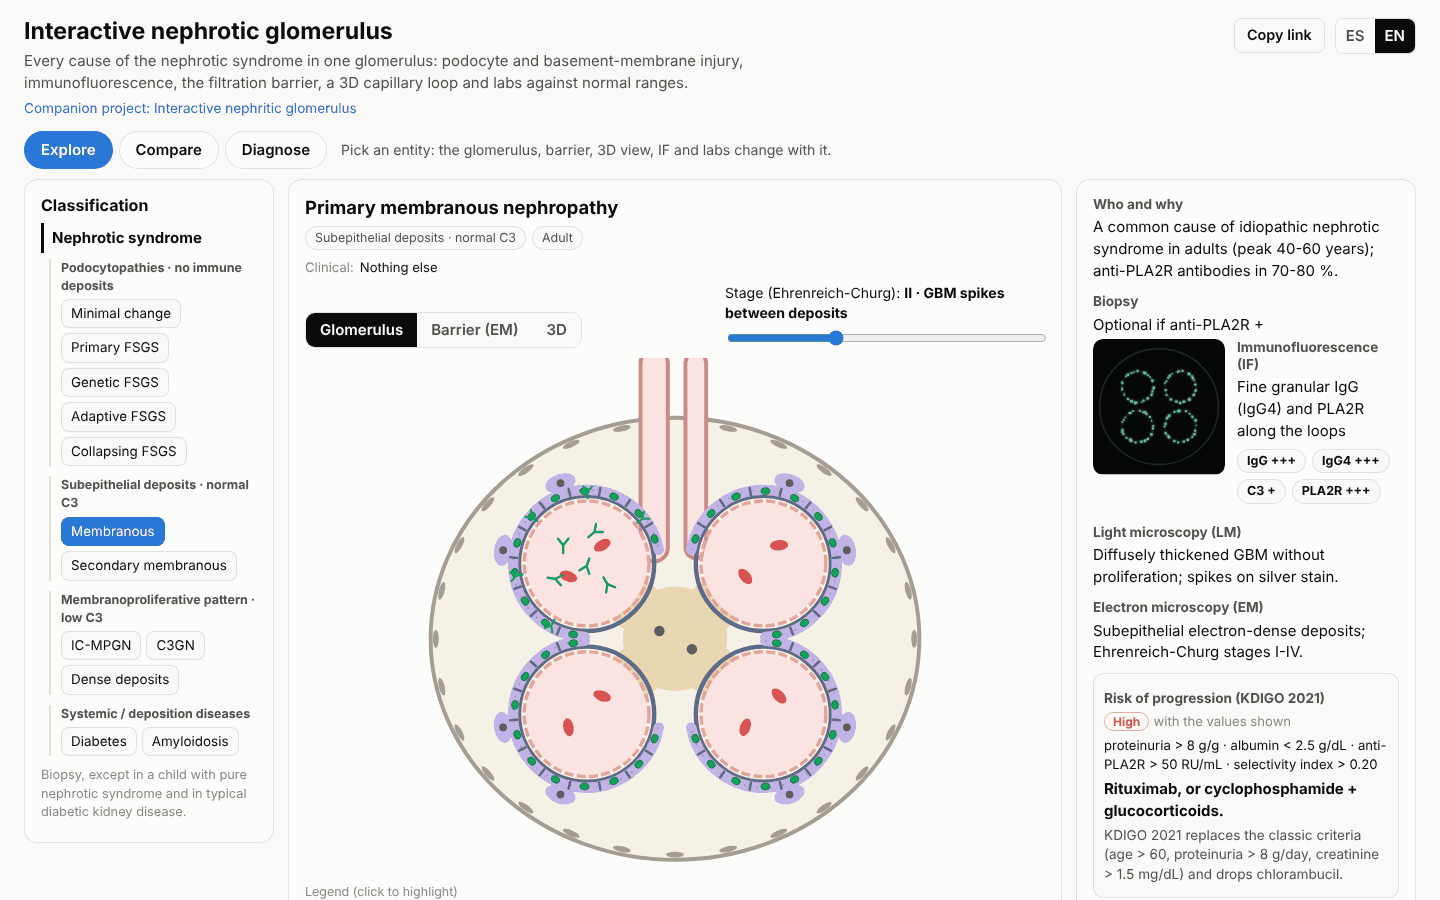 Interactive nephrotic glomerulus
Every cause of the nephrotic syndrome in one glomerulus: podocyte and basement-membrane injury,
immunofluorescence, the filtration barrier, a 3D capillary loop and labs against normal ranges.
Companion project: Interactive nephritic glomerulus
Copy link
ES
EN
Explore
Compare
Diagnose
Pick an entity: the glomerulus, barrier, 3D view, IF and labs change with it.
Classification
Nephrotic syndrome
Podocytopathies · no immune
deposits
Minimal change
Primary FSGS
Genetic FSGS
Adaptive FSGS
Collapsing FSGS
Subepithelial deposits · normal
C3
Membranous
Secondary membranous
Membranoproliferative pattern ·
low C3
IC-MPGN
C3GN
Dense deposits
Systemic / deposition diseases
Diabetes
Amyloidosis
Biopsy, except in a child with pure
nephrotic syndrome and in typical
diabetic kidney disease.
Primary membranous nephropathy
Subepithelial deposits · normal C3
Adult
Clinical: Nothing else
Glomerulus
Barrier (EM)
3D
Stage (Ehrenreich-Churg): II · GBM spikes
between deposits
Legend (click to highlight)
Who and why
A common cause of idiopathic nephrotic
syndrome in adults (peak 40-60 years);
anti-PLA2R antibodies in 70-80 %.
Biopsy
Optional if anti-PLA2R +
Immunofluorescence
(IF)
Fine granular IgG
(IgG4) and PLA2R
along the loops
IgG +++
IgG4 +++
C3 +
PLA2R +++
Light microscopy (LM)
Diffusely thickened GBM without
proliferation; spikes on silver stain.
Electron microscopy (EM)
Subepithelial electron-dense deposits;
Ehrenreich-Churg stages I-IV.
Risk of progression (KDIGO 2021)
High with the values shown
proteinuria > 8 g/g · albumin < 2.5 g/dL · anti-
PLA2R > 50 RU/mL · selectivity index > 0.20
Rituximab, or cyclophosphamide +
glucocorticoids.
KDIGO 2021 replaces the classic criteria
(age > 60, proteinuria > 8 g/day, creatinine
> 1.5 mg/dL) and drops chlorambucil.